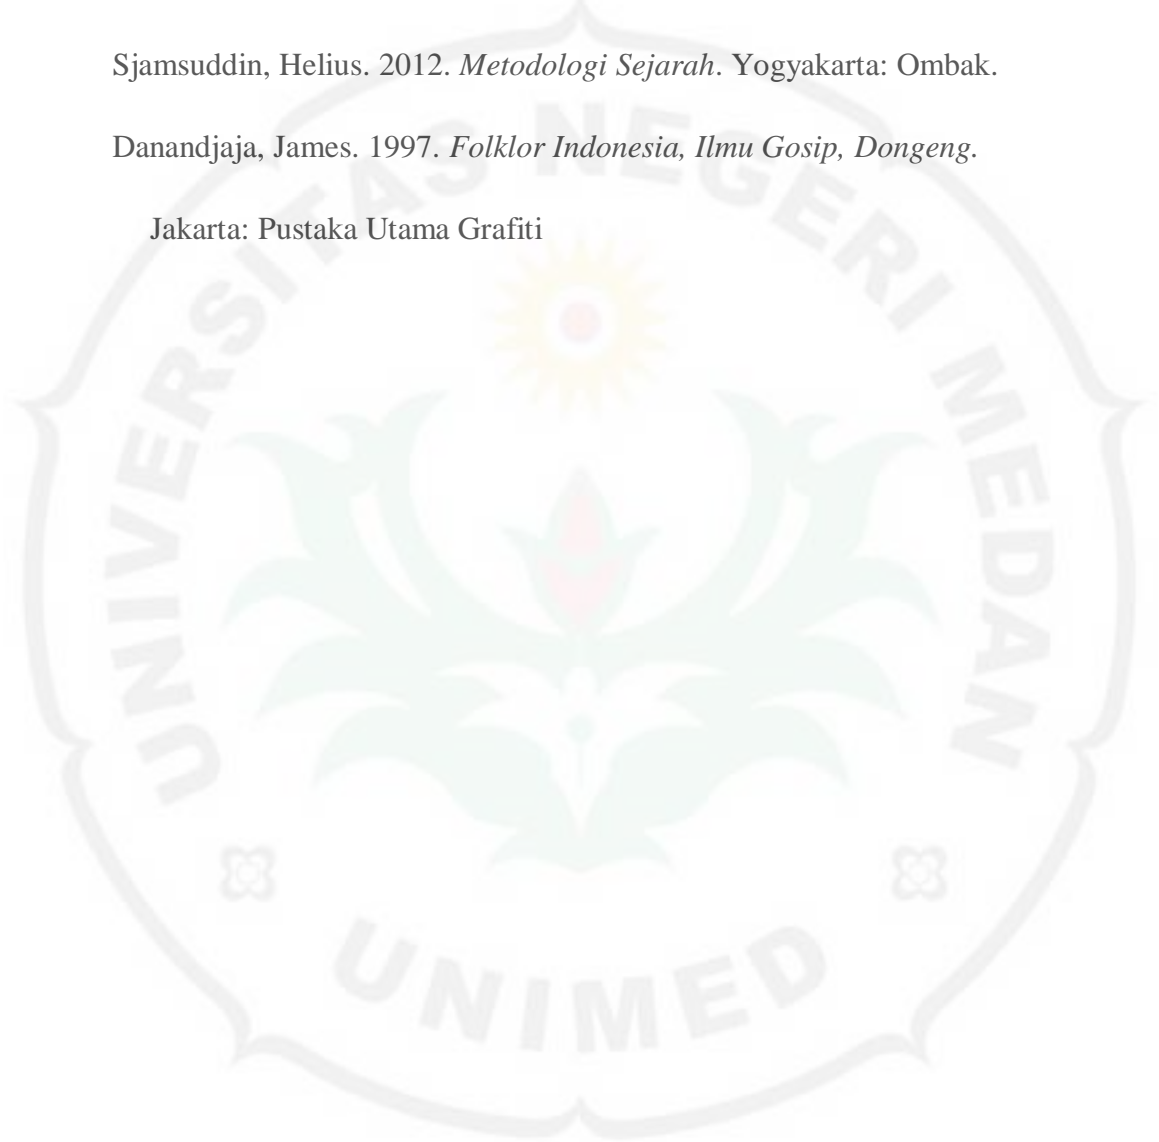 Sjamsuddin, Helius. 2012. Metodologi Sejarah. Yogyakarta: Ombak.
Danandjaja, James. 1997. Folklor Indonesia, Ilmu Gosip, Dongeng.
Jakarta: Pustaka Utama Grafiti
UNIVERSITAS NEGERI MEDAN
UNIMED